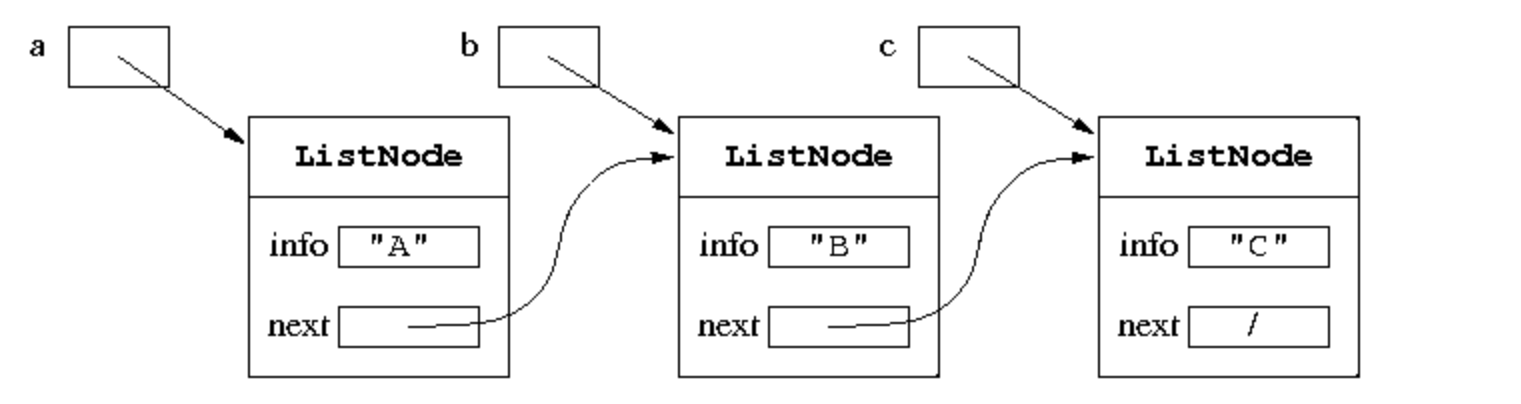 a b c
ListNode ListNode ListNode
info "A" info "B" info "C"
next next next /